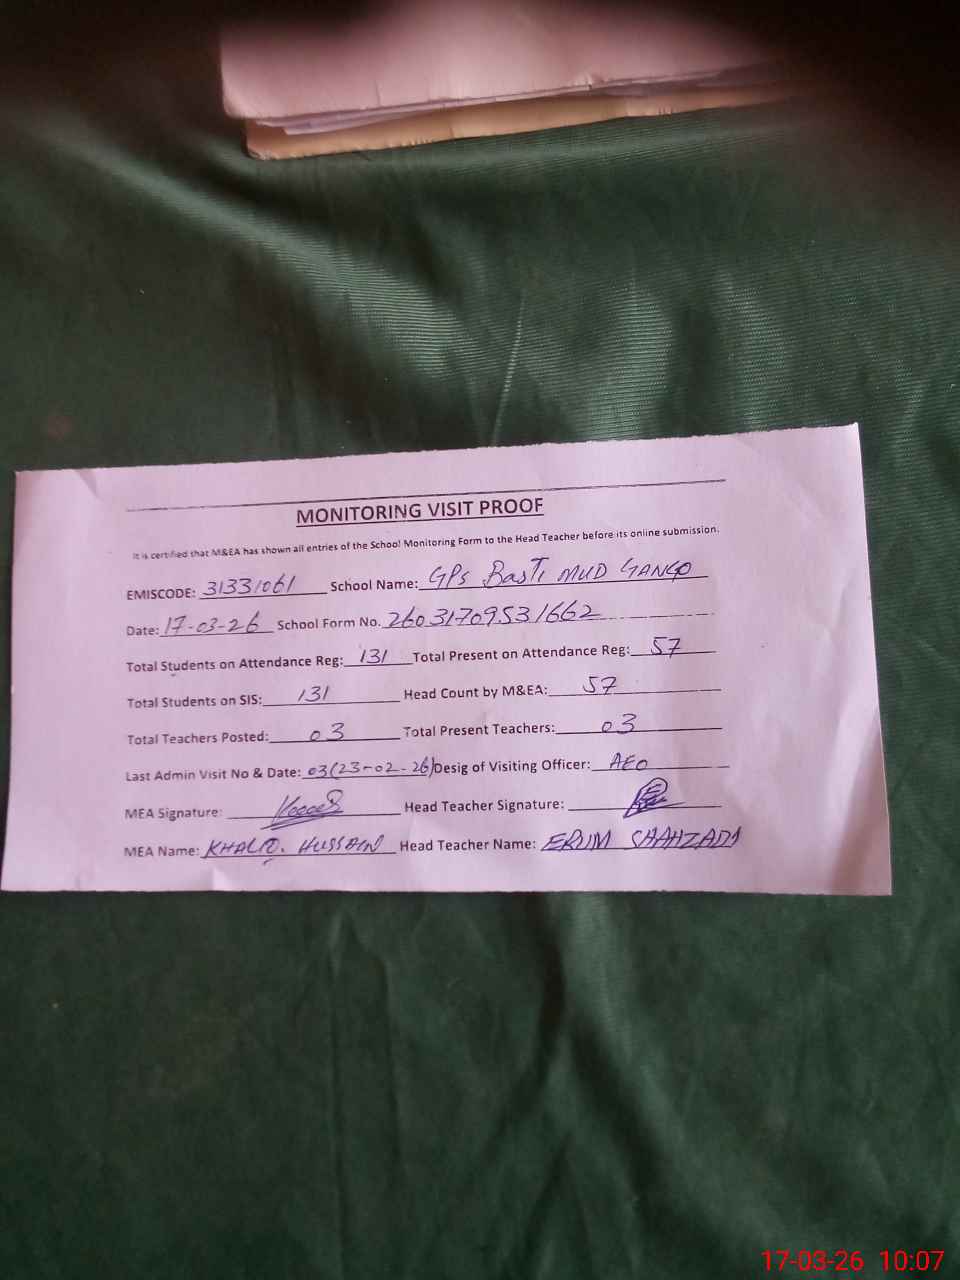 MONITORING VISIT PROOF
It is certified that M&EA has shown all entries of the School Monitoring Form to the Head Teacher before its online submission.
EMISCODE: 31331061 School Name: GPS Basti MUD GANGO
Date: 17-03-26 School Form No. 26031709531662
Total Students on Attendance Reg: 131 Total Present on Attendance Reg: 57
Total Students on SIS: 131 Head Count by M&EA: 57
Total Teachers Posted: 03 Total Present Teachers: 03
Last Admin Visit No & Date: 03(23-02-26) Desig of Visiting Officer: AEO
MEA Signature: Head Teacher Signature:
MEA Name: KHALID. HUSSAIN Head Teacher Name: ERUM SHAHZADI
17-03-26 10:07